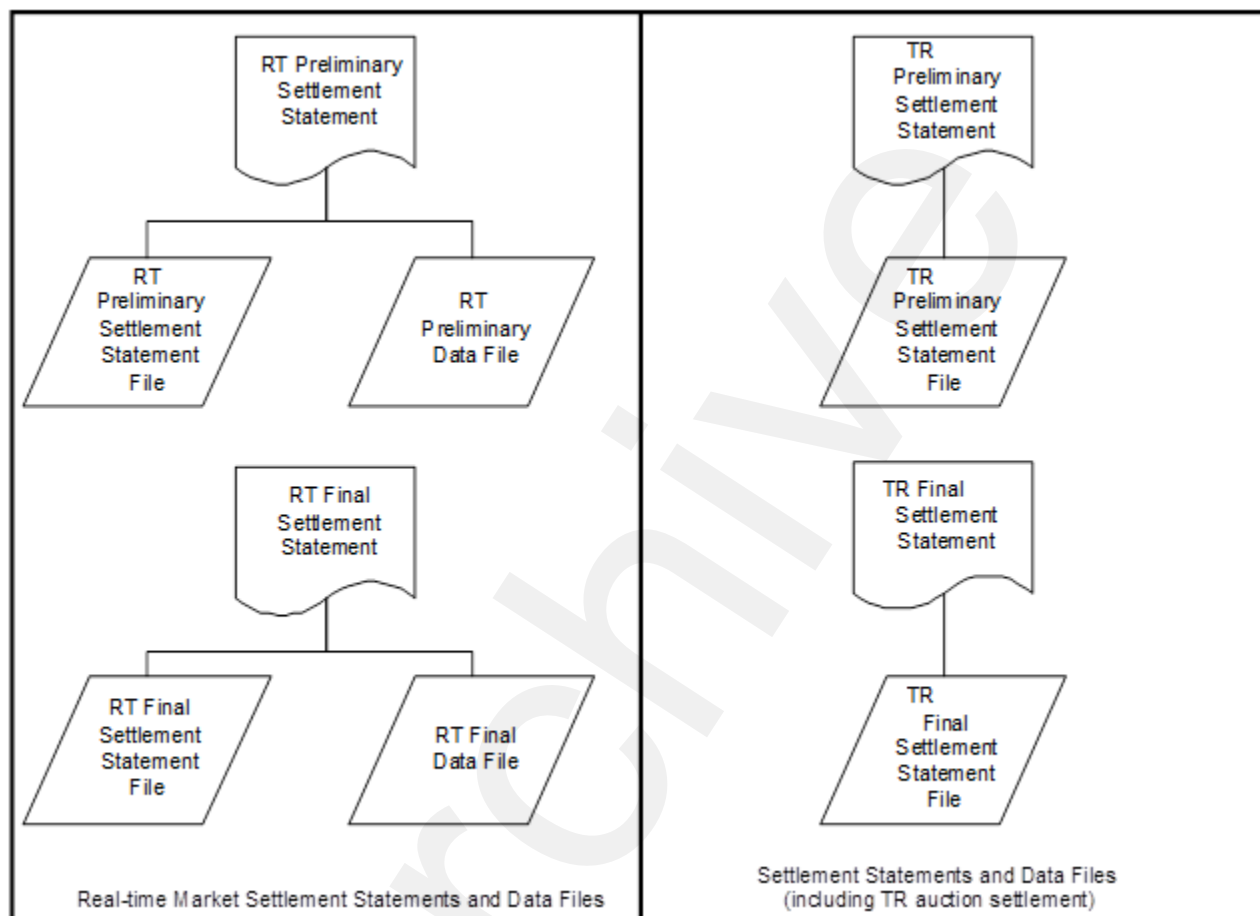 RT Preliminary
Settlement
Statement
RT
Preliminary
Settlement
Statement
File
RT
Preliminary
Data File
RT Final
Settlement
Statement
RT Final
Settlement
Statement
File
RT Final
Data File
Real-time Market Settlement Statements and Data Files
TR
Preliminary
Settlement
Statement
TR
Preliminary
Settlement
Statement
File
TR Final
Settlement
Statement
TR
Final
Settlement
Statement
File
Settlement Statements and Data Files
(including TR auction settlement)
rchive